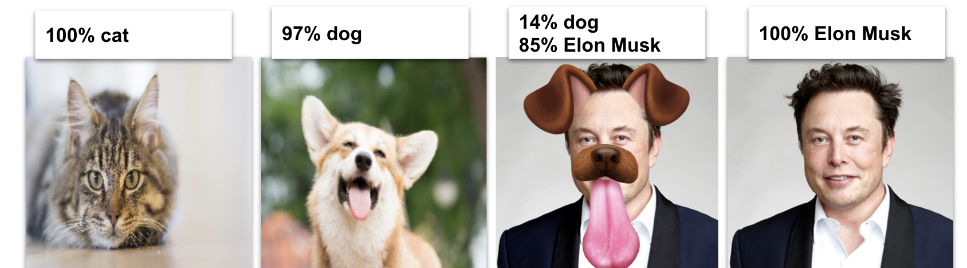 100% cat
97% dog
14% dog
85% Elon Musk
100% Elon Musk